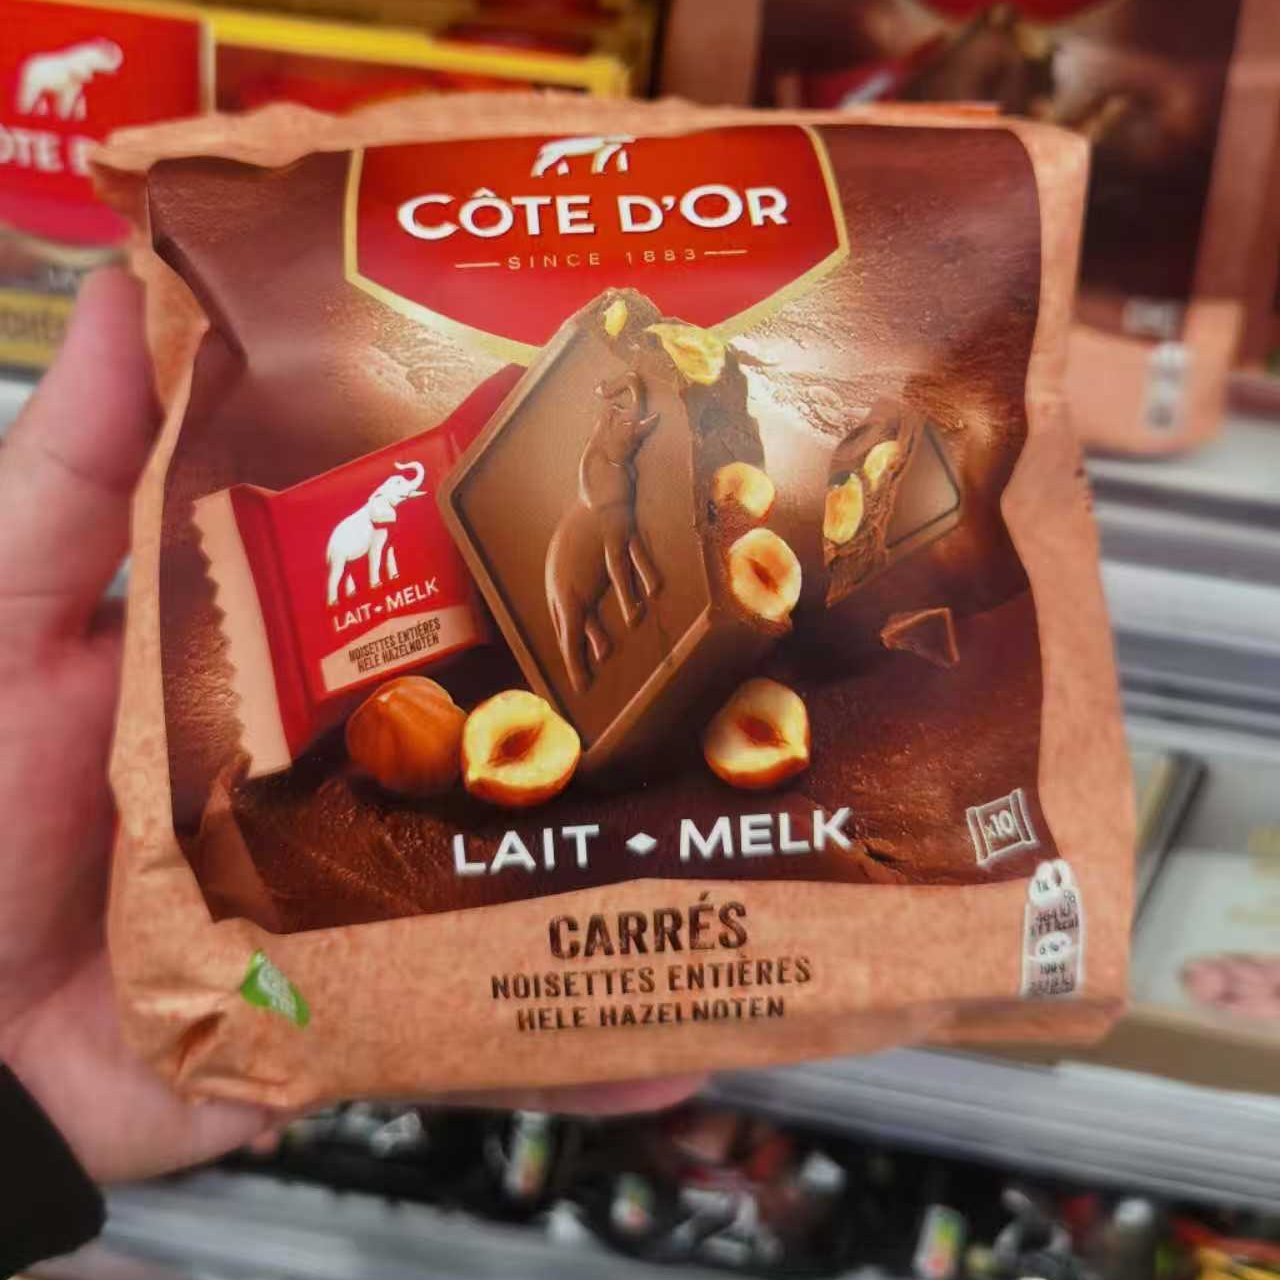 CÔTE D'OR
SINCE 1883
LAIT • MELK
NOISETTES ENTIÈRES
HELE HAZELNOTEN
LAIT ◆ MELK
x10
CARRÉS
NOISETTES ENTIÈRES
HELE HAZELNOTEN